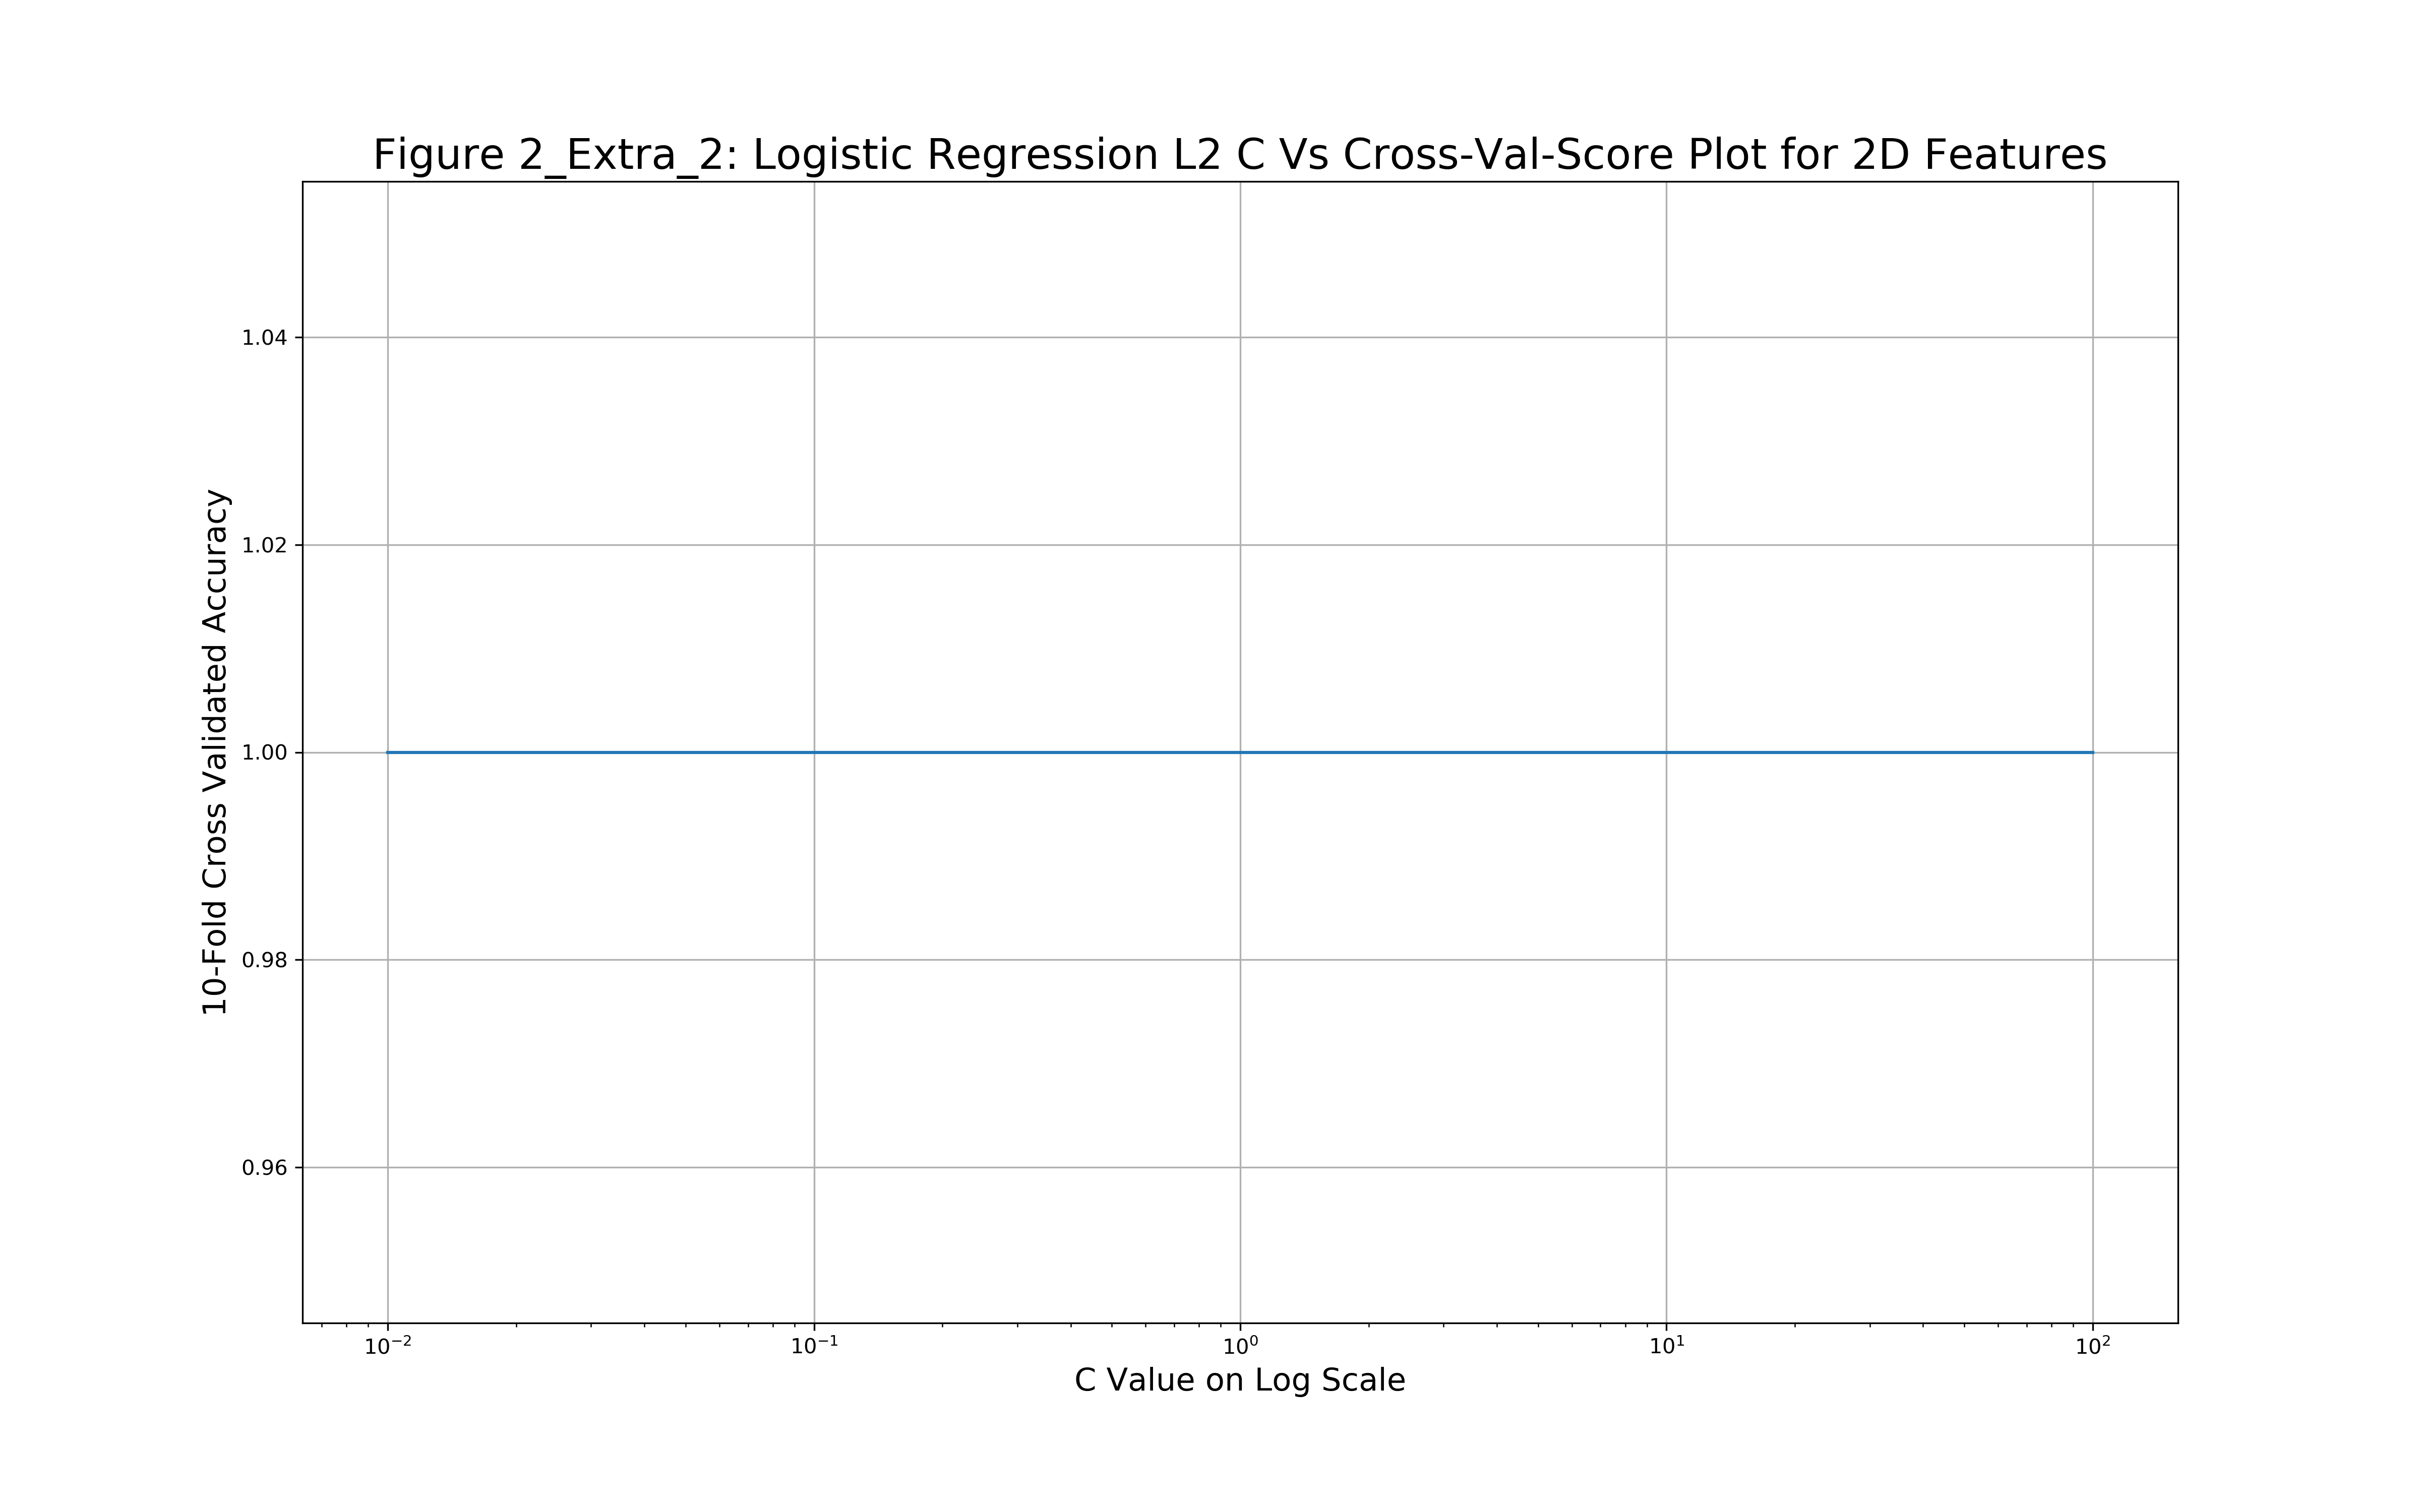 Figure 2_Extra_2: Logistic Regression L2 C Vs Cross-Val-Score Plot for 2D Features
10-Fold Cross Validated Accuracy
1.04
1.02
1.00
0.98
0.96
10⁻² 10⁻¹ 10⁰ 10¹ 10²
C Value on Log Scale